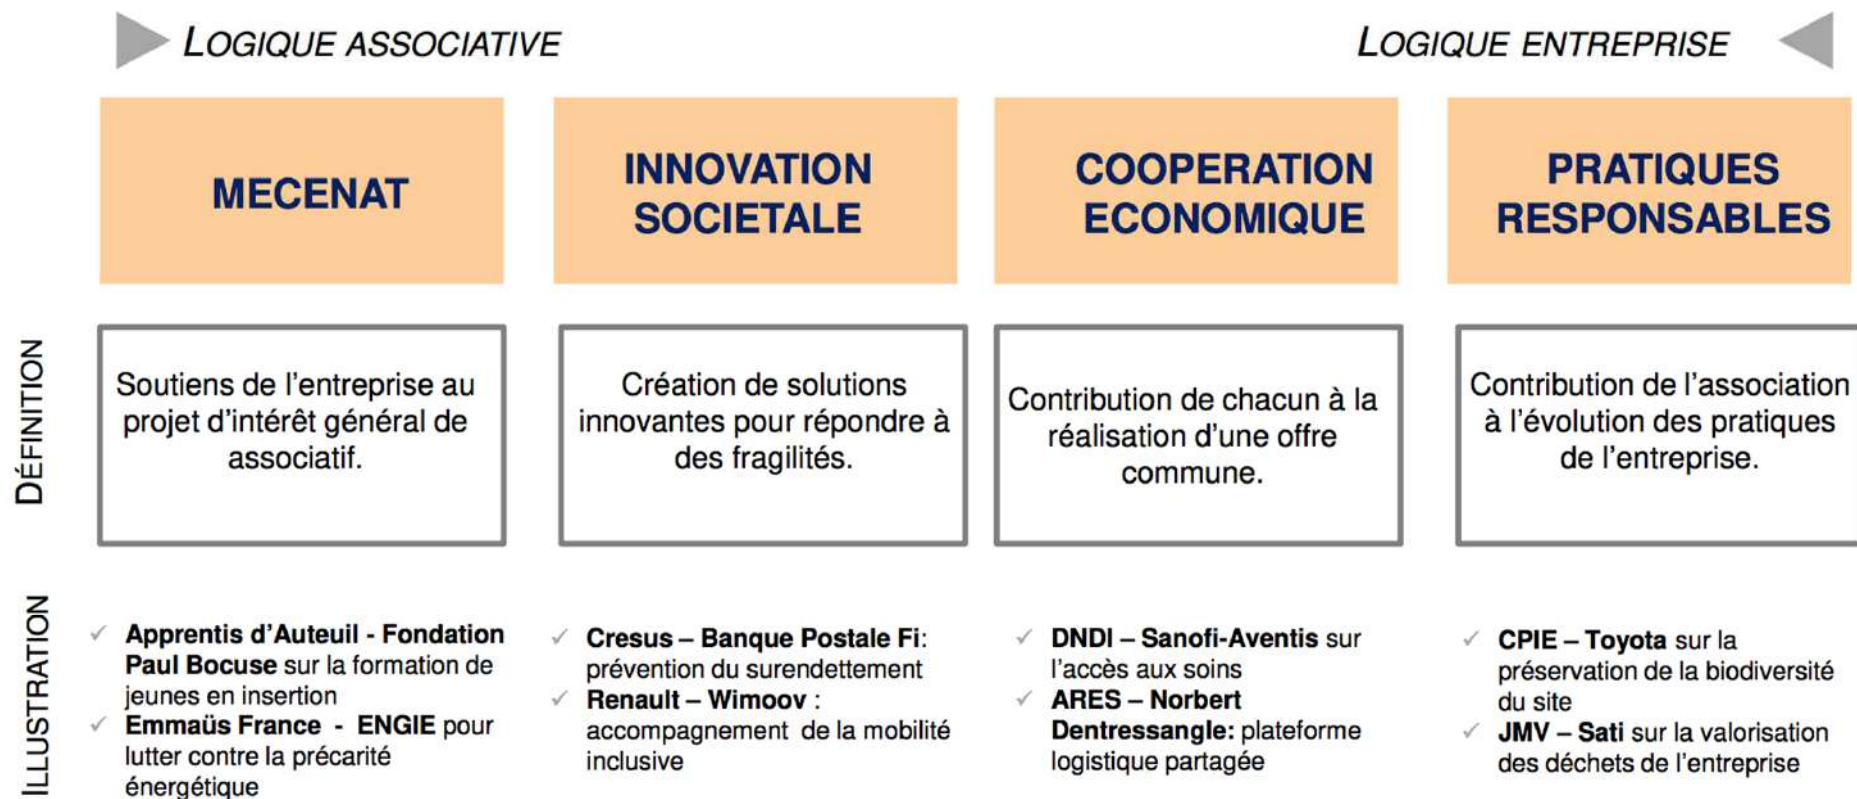 LOGIQUE ASSOCIATIVE
LOGIQUE ENTREPRISE
MECENAT
INNOVATION
SOCIETALE
COOPERATION
ECONOMIQUE
PRATIQUES
RESPONSABLES
DÉFINITION
Soutiens de l'entreprise au
projet d'intérêt général de
associatif.
Création de solutions
innovantes pour répondre à
des fragilités.
Contribution de chacun à la
réalisation d'une offre
commune.
Contribution de l'association
à l'évolution des pratiques
de l'entreprise.
ILLUSTRATION
✓ Apprentis d'Auteuil - Fondation
Paul Bocuse sur la formation de
jeunes en insertion
✓ Emmaüs France - ENGIE pour
lutter contre la précarité
énergétique
✓ Cresus – Banque Postale Fi:
prévention du surendettement
✓ Renault – Wimoov :
accompagnement de la mobilité
inclusive
✓ DNDI – Sanofi-Aventis sur
l'accès aux soins
✓ ARES – Norbert
Dentressangle: plateforme
logistique partagée
✓ CPIE – Toyota sur la
préservation de la biodiversité
du site
✓ JMV – Sati sur la valorisation
des déchets de l'entreprise